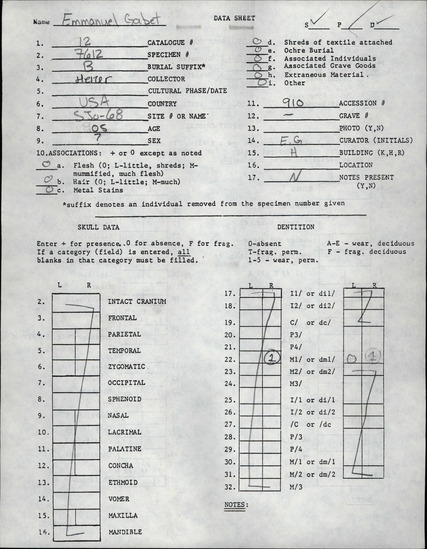 Name Emmanuel Gabet
DATA SHEET
S P D
1. 12 CATALOGUE #
2. 7612 SPECIMEN #
3. B BURIAL SUFFIX*
4. Heizer COLLECTOR
5. CULTURAL PHASE/DATE
6. USA COUNTRY
7. SJo-68 SITE # OR NAME
8. 05 AGE
9. ? SEX
10. ASSOCIATIONS: + or 0 except as noted
0 a. Flesh (0; L-little, shreds; M-mummified, much flesh)
0 b. Hair (0; L-little; M-much)
0 c. Metal Stains
0 d. Shreds of textile attached
0 e. Ochre Burial
0 f. Associated Individuals
0 g. Associated Grave Goods
0 h. Extraneous Material
0 i. Other
11. 910 ACCESSION #
12. — GRAVE #
13. PHOTO (Y,N)
14. E.G CURATOR (INITIALS)
15. H BUILDING (K,H,R)
16. LOCATION
17. N NOTES PRESENT (Y,N)
*suffix denotes an individual removed from the specimen number given
SKULL DATA
Enter + for presence, 0 for absence, F for frag.
If a category (field) is entered, all
blanks in that category must be filled.
L R
2. INTACT CRANIUM
3. FRONTAL
4. PARIETAL
5. TEMPORAL
6. ZYGOMATIC
7. OCCIPITAL
8. SPHENOID
9. NASAL
10. LACRIMAL
11. PALATINE
12. CONCHA
13. ETHMOID
14. VOMER
15. MAXILLA
16. MANDIBLE
DENTITION
0-absent A-E - wear, deciduous
T-frag. perm. F - frag. deciduous
1-5 - wear, perm.
L R L R
17. I1/ or di1/
18. I2/ or di2/
19. C/ or dc/
20. P3/
21. P4/
22. 1 M1/ or dm1/ 0 1
23. M2/ or dm2/
24. M3/
25. I/1 or di/1
26. I/2 or di/2
27. /C or /dc
28. P/3
29. P/4
30. M/1 or dm/1
31. M/2 or dm/2
32. M/3
NOTES: